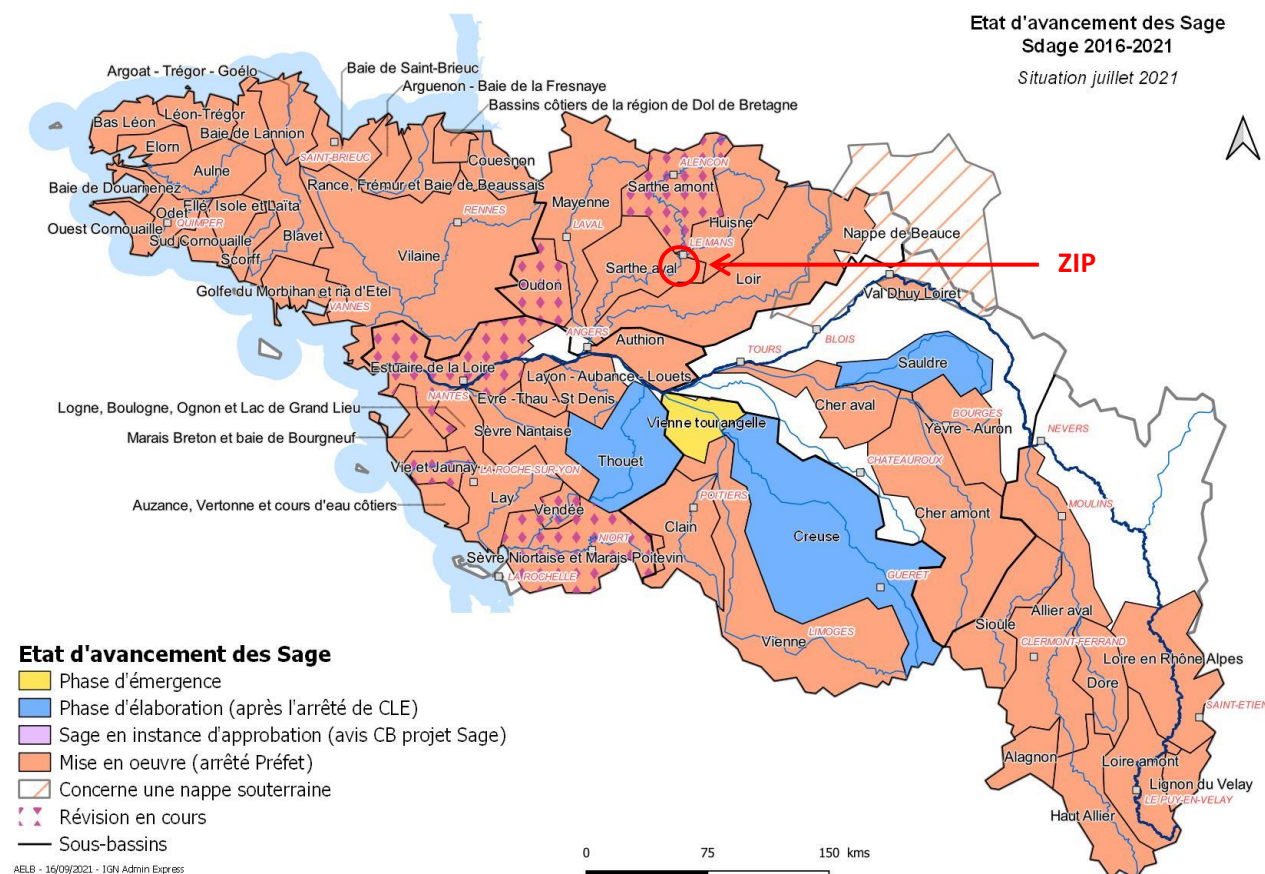 Etat d'avancement des Sage
Sdage 2016-2021
Situation juillet 2021
Argoat - Trégor - Goélo
Baie de Saint-Brieuc
Arguenon - Baie de la Fresnaye
Bassins côtiers de la région de Dol de Bretagne
Bas Léon
Léon-Trégor
Baie de Lannion
Elorn
SAINT-BRIEUC
Couesnon
Aulne
Rance, Frémur et Baie de Beaussais
Baie de Douarnenez
Odet
Ellé, Isole et Laïta
Ouest Cornouaille
QUIMPER
Sud Cornouaille
Blavet
Scorff
RENNES
Vilaine
Golfe du Morbihan et ria d'Etel
VANNES
Mayenne
LAVAL
ALENCON
Sarthe amont
Huisne
LE MANS
Sarthe aval
Loir
Nappe de Beauce
ZIP
Oudon
Val Dhuy Loiret
ANGERS
Authion
TOURS
BLOIS
Sauldre
Estuaire de la Loire
NANTES
Layon - Aubance - Louets
Evre -Thau - St Denis
Logne, Boulogne, Ognon et Lac de Grand Lieu
Marais Breton et baie de Bourgneuf
Sèvre Nantaise
Vienne tourangelle
Cher aval
BOURGES
Yèvre - Auron
NEVERS
Thouet
Vie et Jaunay
LA ROCHE-SUR-YON
CHATEAUROUX
Auzance, Vertonne et cours d'eau côtiers
Lay
Vendée
POITIERS
Clain
Cher amont
MOULINS
NIORT
Creuse
Sèvre Niortaise et Marais Poitevin
LA ROCHELLE
GUERET
Vienne
LIMOGES
Sioule
Allier aval
CLERMONT-FERRAND
Loire en Rhône Alpes
Dore
SAINT-ETIEN
Alagnon
Loire amont
Lignon du Velay
LE PUY-EN-VELAY
Haut Allier
Etat d'avancement des Sage
Phase d'émergence
Phase d'élaboration (après l'arrêté de CLE)
Sage en instance d'approbation (avis CB projet Sage)
Mise en oeuvre (arrêté Préfet)
Concerne une nappe souterraine
Révision en cours
Sous-bassins
AELB - 16/09/2021 - IGN Admin Express
0 75 150 kms